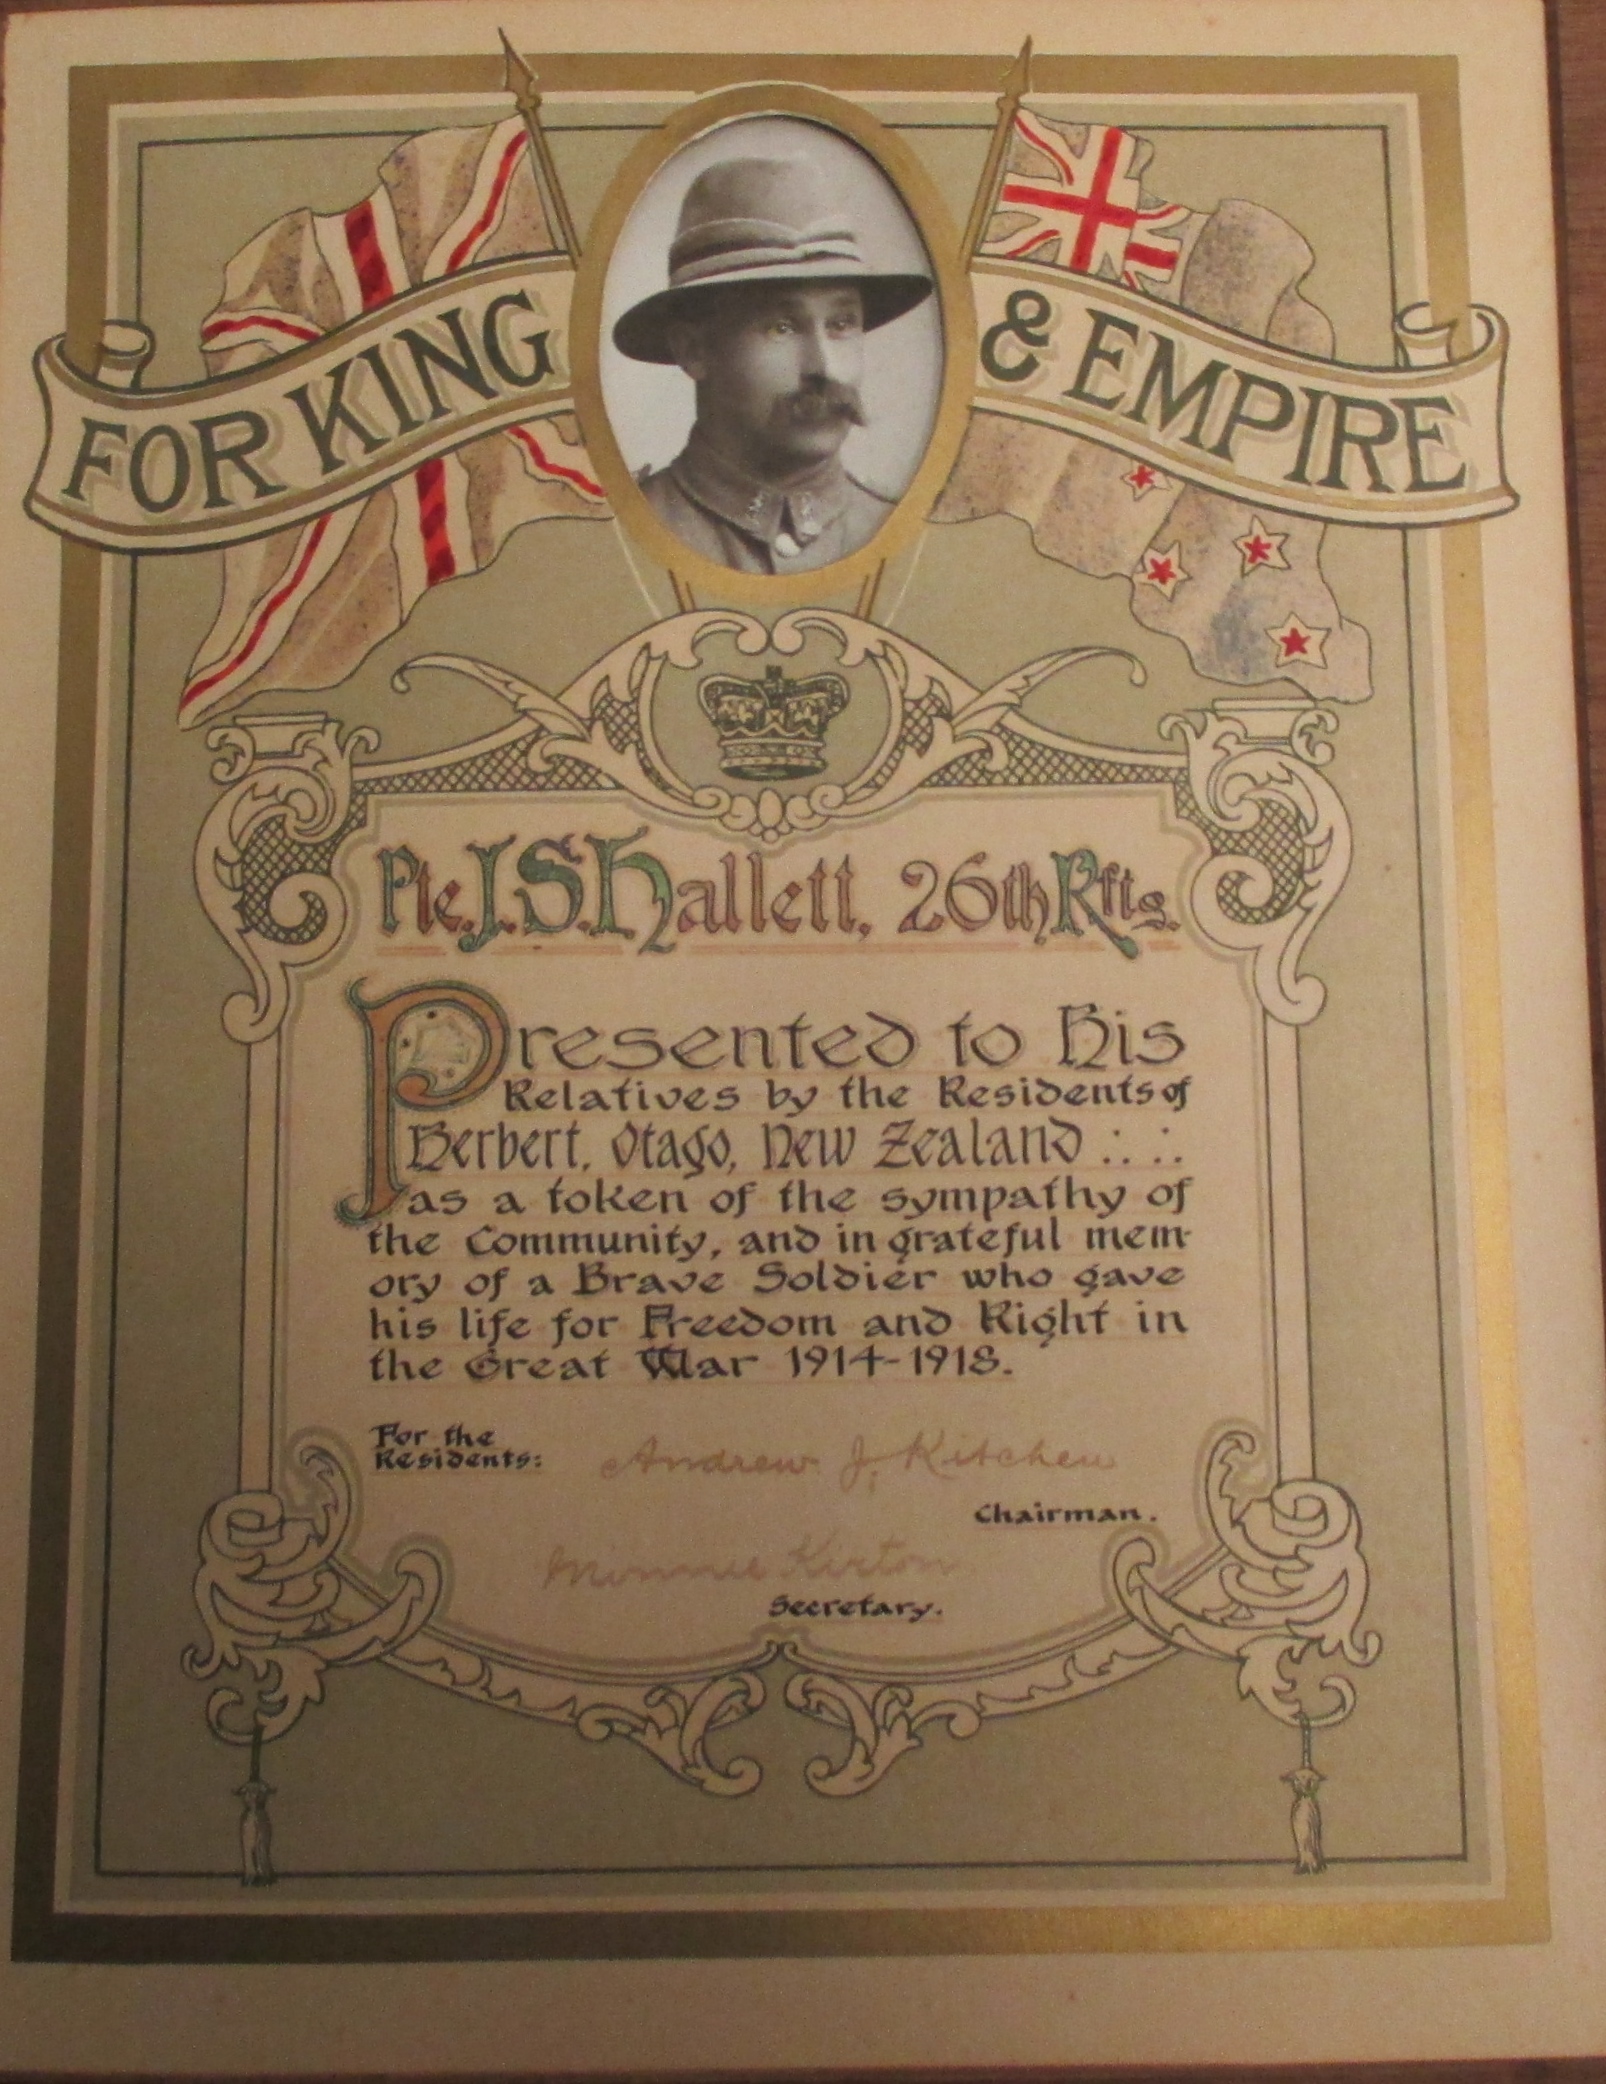 FOR KING & EMPIRE
Pte. J. S. Hallett, 26th Rfts.
Presented to His
Relatives by the Residents of
Herbert, Otago, New Zealand : . : .
as a token of the sympathy of
the Community, and in grateful mem-
ory of a Brave Soldier who gave
his life for Freedom and Right in
the Great War 1914-1918.
For the
Residents: Andrew J. Kitchen
Chairman.
Minnie Kirton
Secretary.